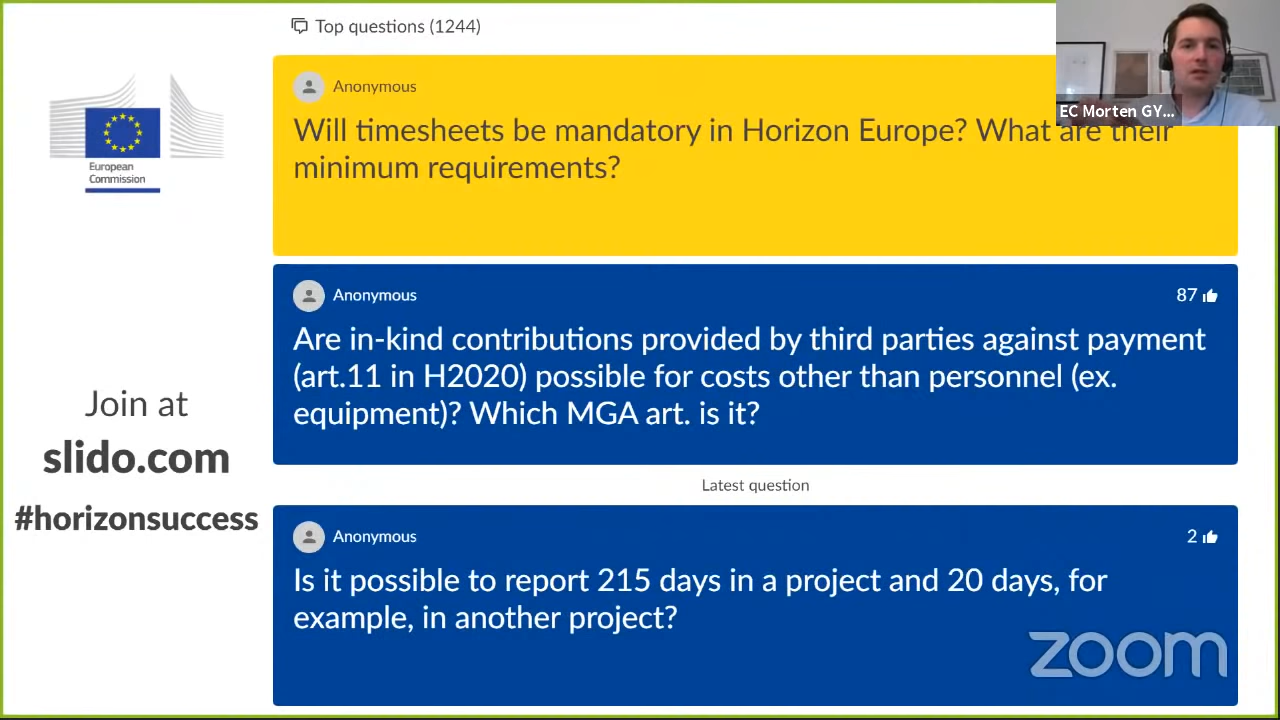 Top questions (1244)
Anonymous
Will timesheets be mandatory in Horizon Europe? What are their
minimum requirements?
EC Morten GY...
European
Commission
Anonymous
87
Are in-kind contributions provided by third parties against payment
(art.11 in H2020) possible for costs other than personnel (ex.
equipment)? Which MGA art. is it?
Join at
slido.com
#horizonsuccess
Latest question
Anonymous
2
Is it possible to report 215 days in a project and 20 days, for
example, in another project?
zoom